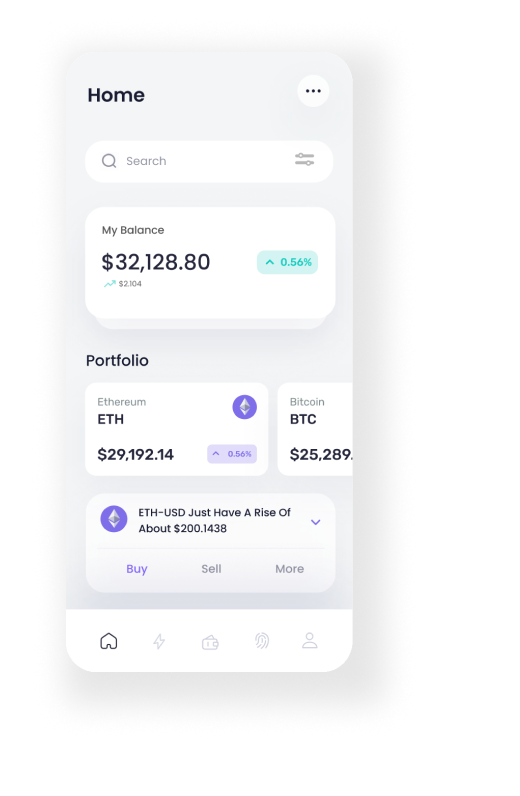 Home
Search
My Balance
$32,128.80
0.56%
$2.104
Portfolio
Ethereum
ETH
$29,192.14
0.56%
Bitcoin
BTC
$25,289.
ETH-USD Just Have A Rise Of
About $200.1438
Buy Sell More